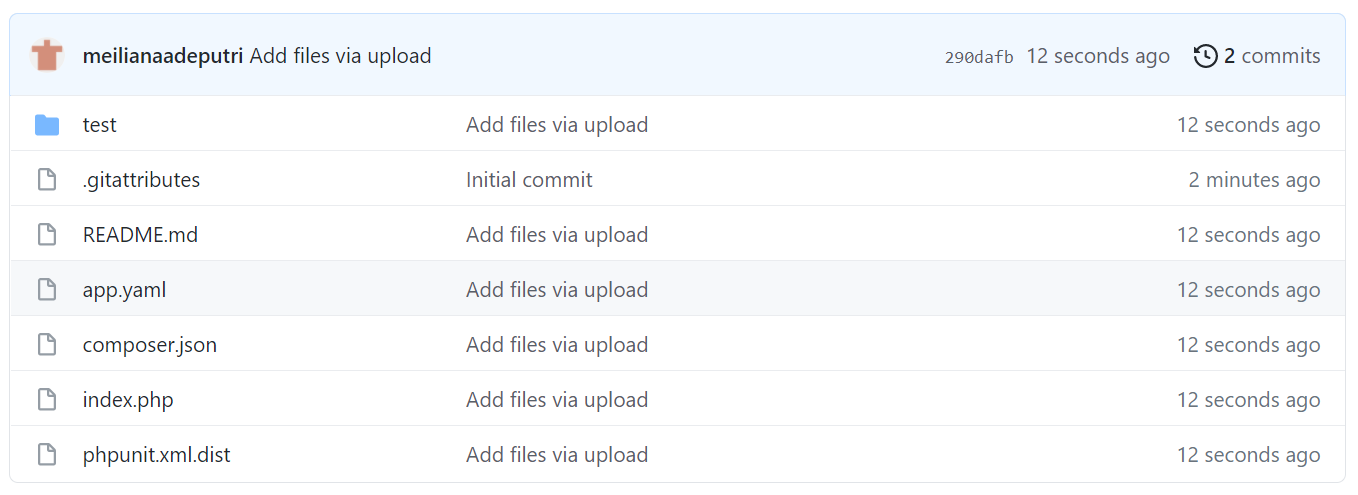 meilianaadeputri Add files via upload 290dafb 12 seconds ago 2 commits
test Add files via upload 12 seconds ago
.gitattributes Initial commit 2 minutes ago
README.md Add files via upload 12 seconds ago
app.yaml Add files via upload 12 seconds ago
composer.json Add files via upload 12 seconds ago
index.php Add files via upload 12 seconds ago
phpunit.xml.dist Add files via upload 12 seconds ago